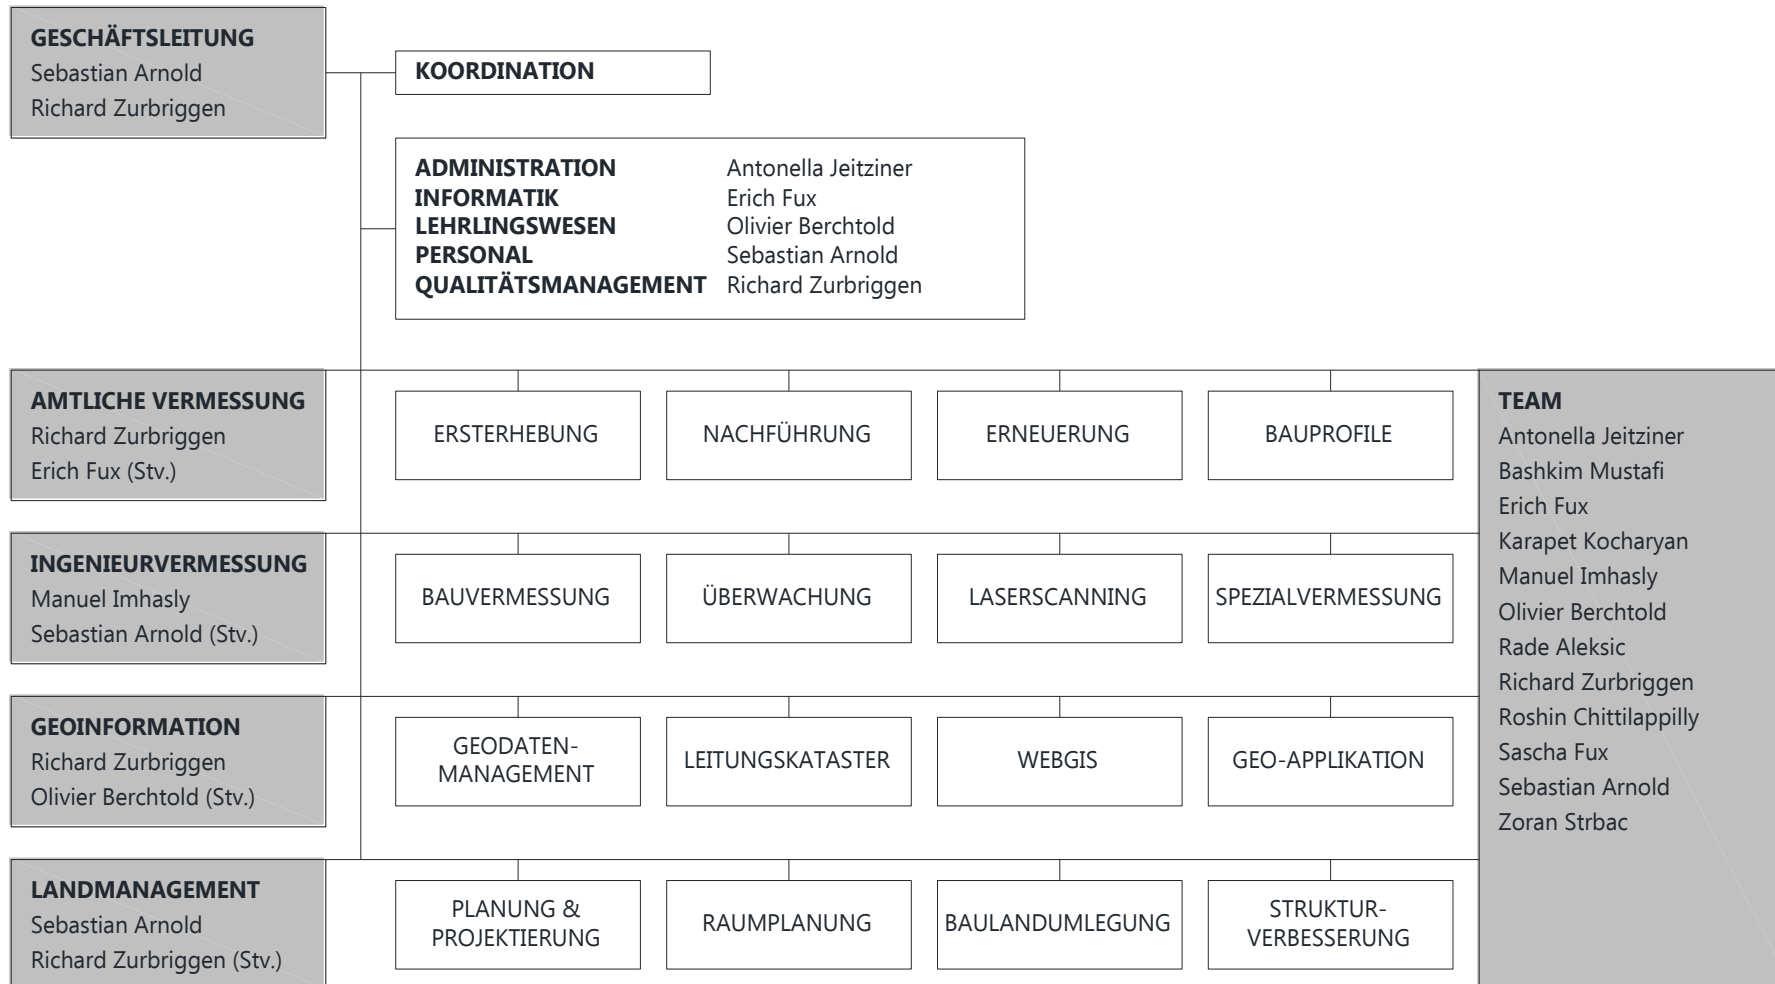 GESCHÄFTSLEITUNG
Sebastian Arnold
Richard Zurbriggen
KOORDINATION
ADMINISTRATION Antonella Jeitziner
INFORMATIK Erich Fux
LEHRLINGSWESEN Olivier Berchtold
PERSONAL Sebastian Arnold
QUALITÄTSMANAGEMENT Richard Zurbriggen
AMTLICHE VERMESSUNG
Richard Zurbriggen
Erich Fux (Stv.)
ERSTERHEBUNG
NACHFÜHRUNG
ERNEUERUNG
BAUPROFILE
INGENIEURVERMESSUNG
Manuel Imhasly
Sebastian Arnold (Stv.)
BAUVERMESSUNG
ÜBERWACHUNG
LASERSCANNING
SPEZIALVERMESSUNG
GEOINFORMATION
Richard Zurbriggen
Olivier Berchtold (Stv.)
GEODATEN-
MANAGEMENT
LEITUNGSKATASTER
WEBGIS
GEO-APPLIKATION
LANDMANAGEMENT
Sebastian Arnold
Richard Zurbriggen (Stv.)
PLANUNG &
PROJEKTIERUNG
RAUMPLANUNG
BAULANDUMLEGUNG
STRUKTUR-
VERBESSERUNG
TEAM
Antonella Jeitziner
Bashkim Mustafi
Erich Fux
Karapet Kocharyan
Manuel Imhasly
Olivier Berchtold
Rade Aleksic
Richard Zurbriggen
Roshin Chittilappilly
Sascha Fux
Sebastian Arnold
Zoran Strbac